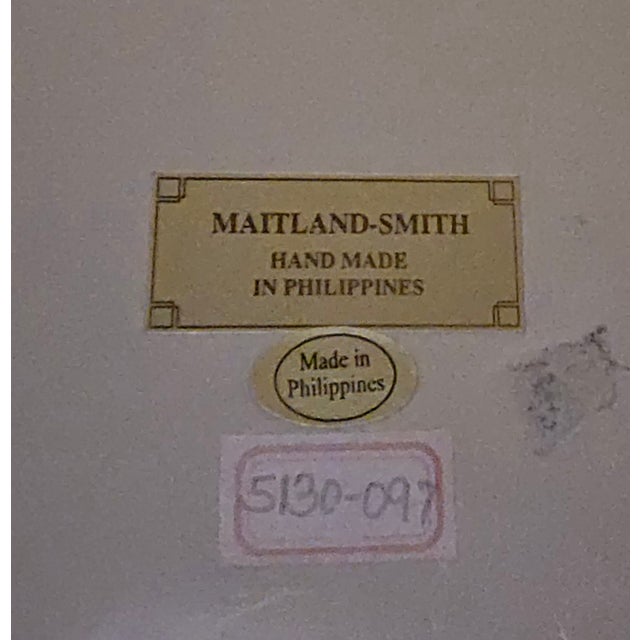 MAITLAND-SMITH
HAND MADE
IN PHILIPPINES
Made in
Philippines
5130-097